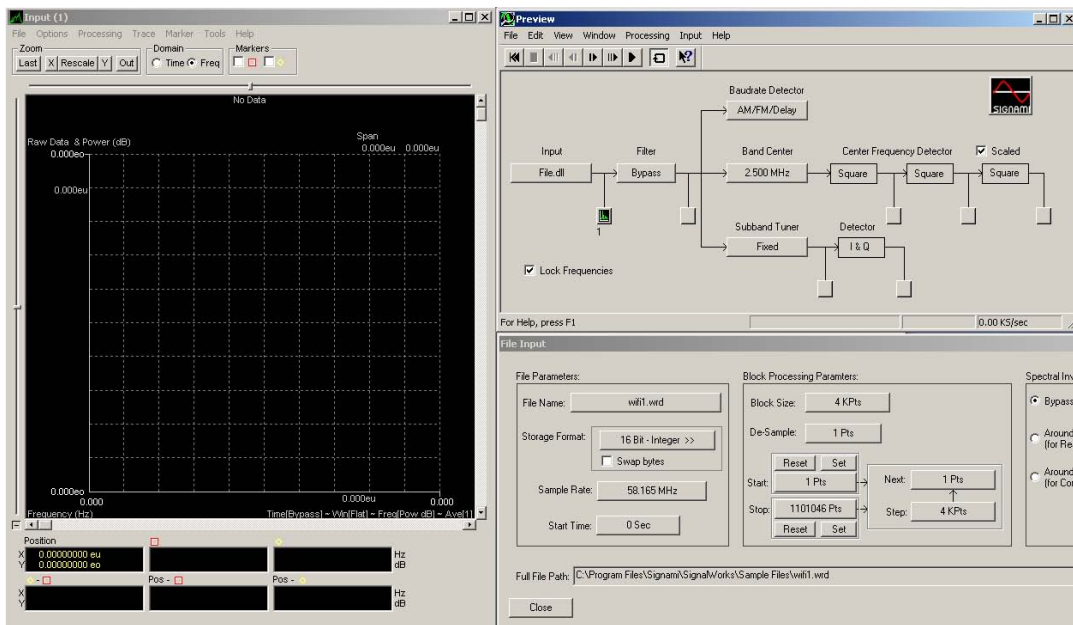 Input (1)
File Options Processing Trace Marker Tools Help
Zoom
Last X Rescale Y Out
Domain
Time Freq
Markers
No Data
Raw Data & Power (dB)
Span
0.000eu 0.000eu
0.000eo
0.000eu
0.000eo
0.000eu
0.000 0.000
Frequency (Hz)
Time[Bypass] ~ Win[Flat] ~ Freq[Pow dB] ~ Ave[1]
Position
X 0.00000000 eu Hz
Y 0.00000000 eo dB
- Pos - Pos -
X Hz
Y dB
Preview
File Edit View Window Processing Input Help
Baudrate Detector
AM/FM/Delay
SIGNAMI
Input Filter Band Center Center Frequency Detector Scaled
File.dll Bypass 2.500 MHz Square Square Square
1
Subband Tuner Detector
Fixed I & Q
Lock Frequencies
For Help, press F1
0.00 KS/sec
File Input
File Parameters:
File Name: wifi1.wrd
Storage Format: 16 Bit - Integer >>
Swap bytes
Sample Rate: 58.165 MHz
Start Time: 0 Sec
Block Processing Paramters:
Block Size: 4 KPts
De-Sample: 1 Pts
Reset Set
Start: 1 Pts
Stop: 1101046 Pts
Reset Set
Next: 1 Pts
Step: 4 KPts
Spectral Inv
Bypass
Around
(for Rea
Around
(for Con
Full File Path: C:\Program Files\Signami\SignalWorks\Sample Files\wifi1.wrd
Close